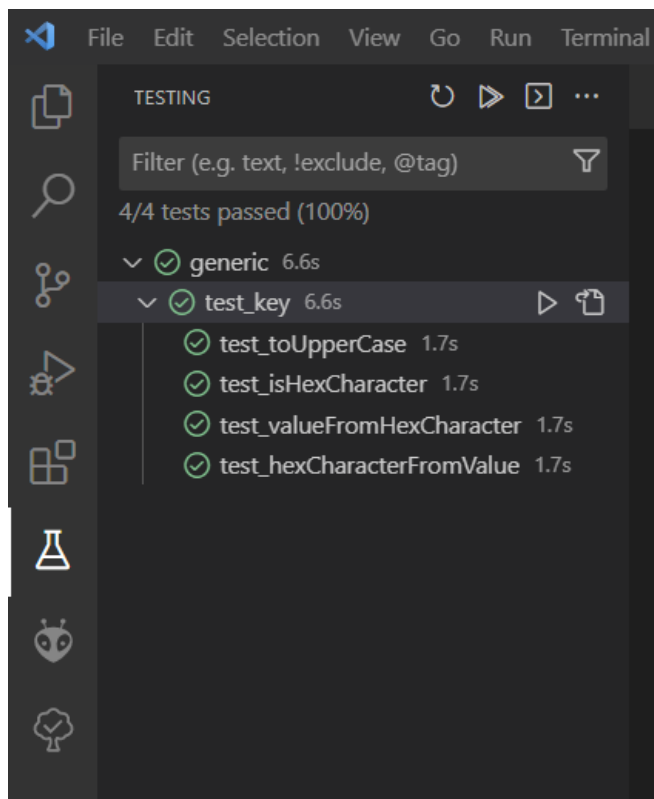 File Edit Selection View Go Run Terminal
TESTING
Filter (e.g. text, !exclude, @tag)
4/4 tests passed (100%)
generic 6.6s
test_key 6.6s
test_toUpperCase 1.7s
test_isHexCharacter 1.7s
test_valueFromHexCharacter 1.7s
test_hexCharacterFromValue 1.7s